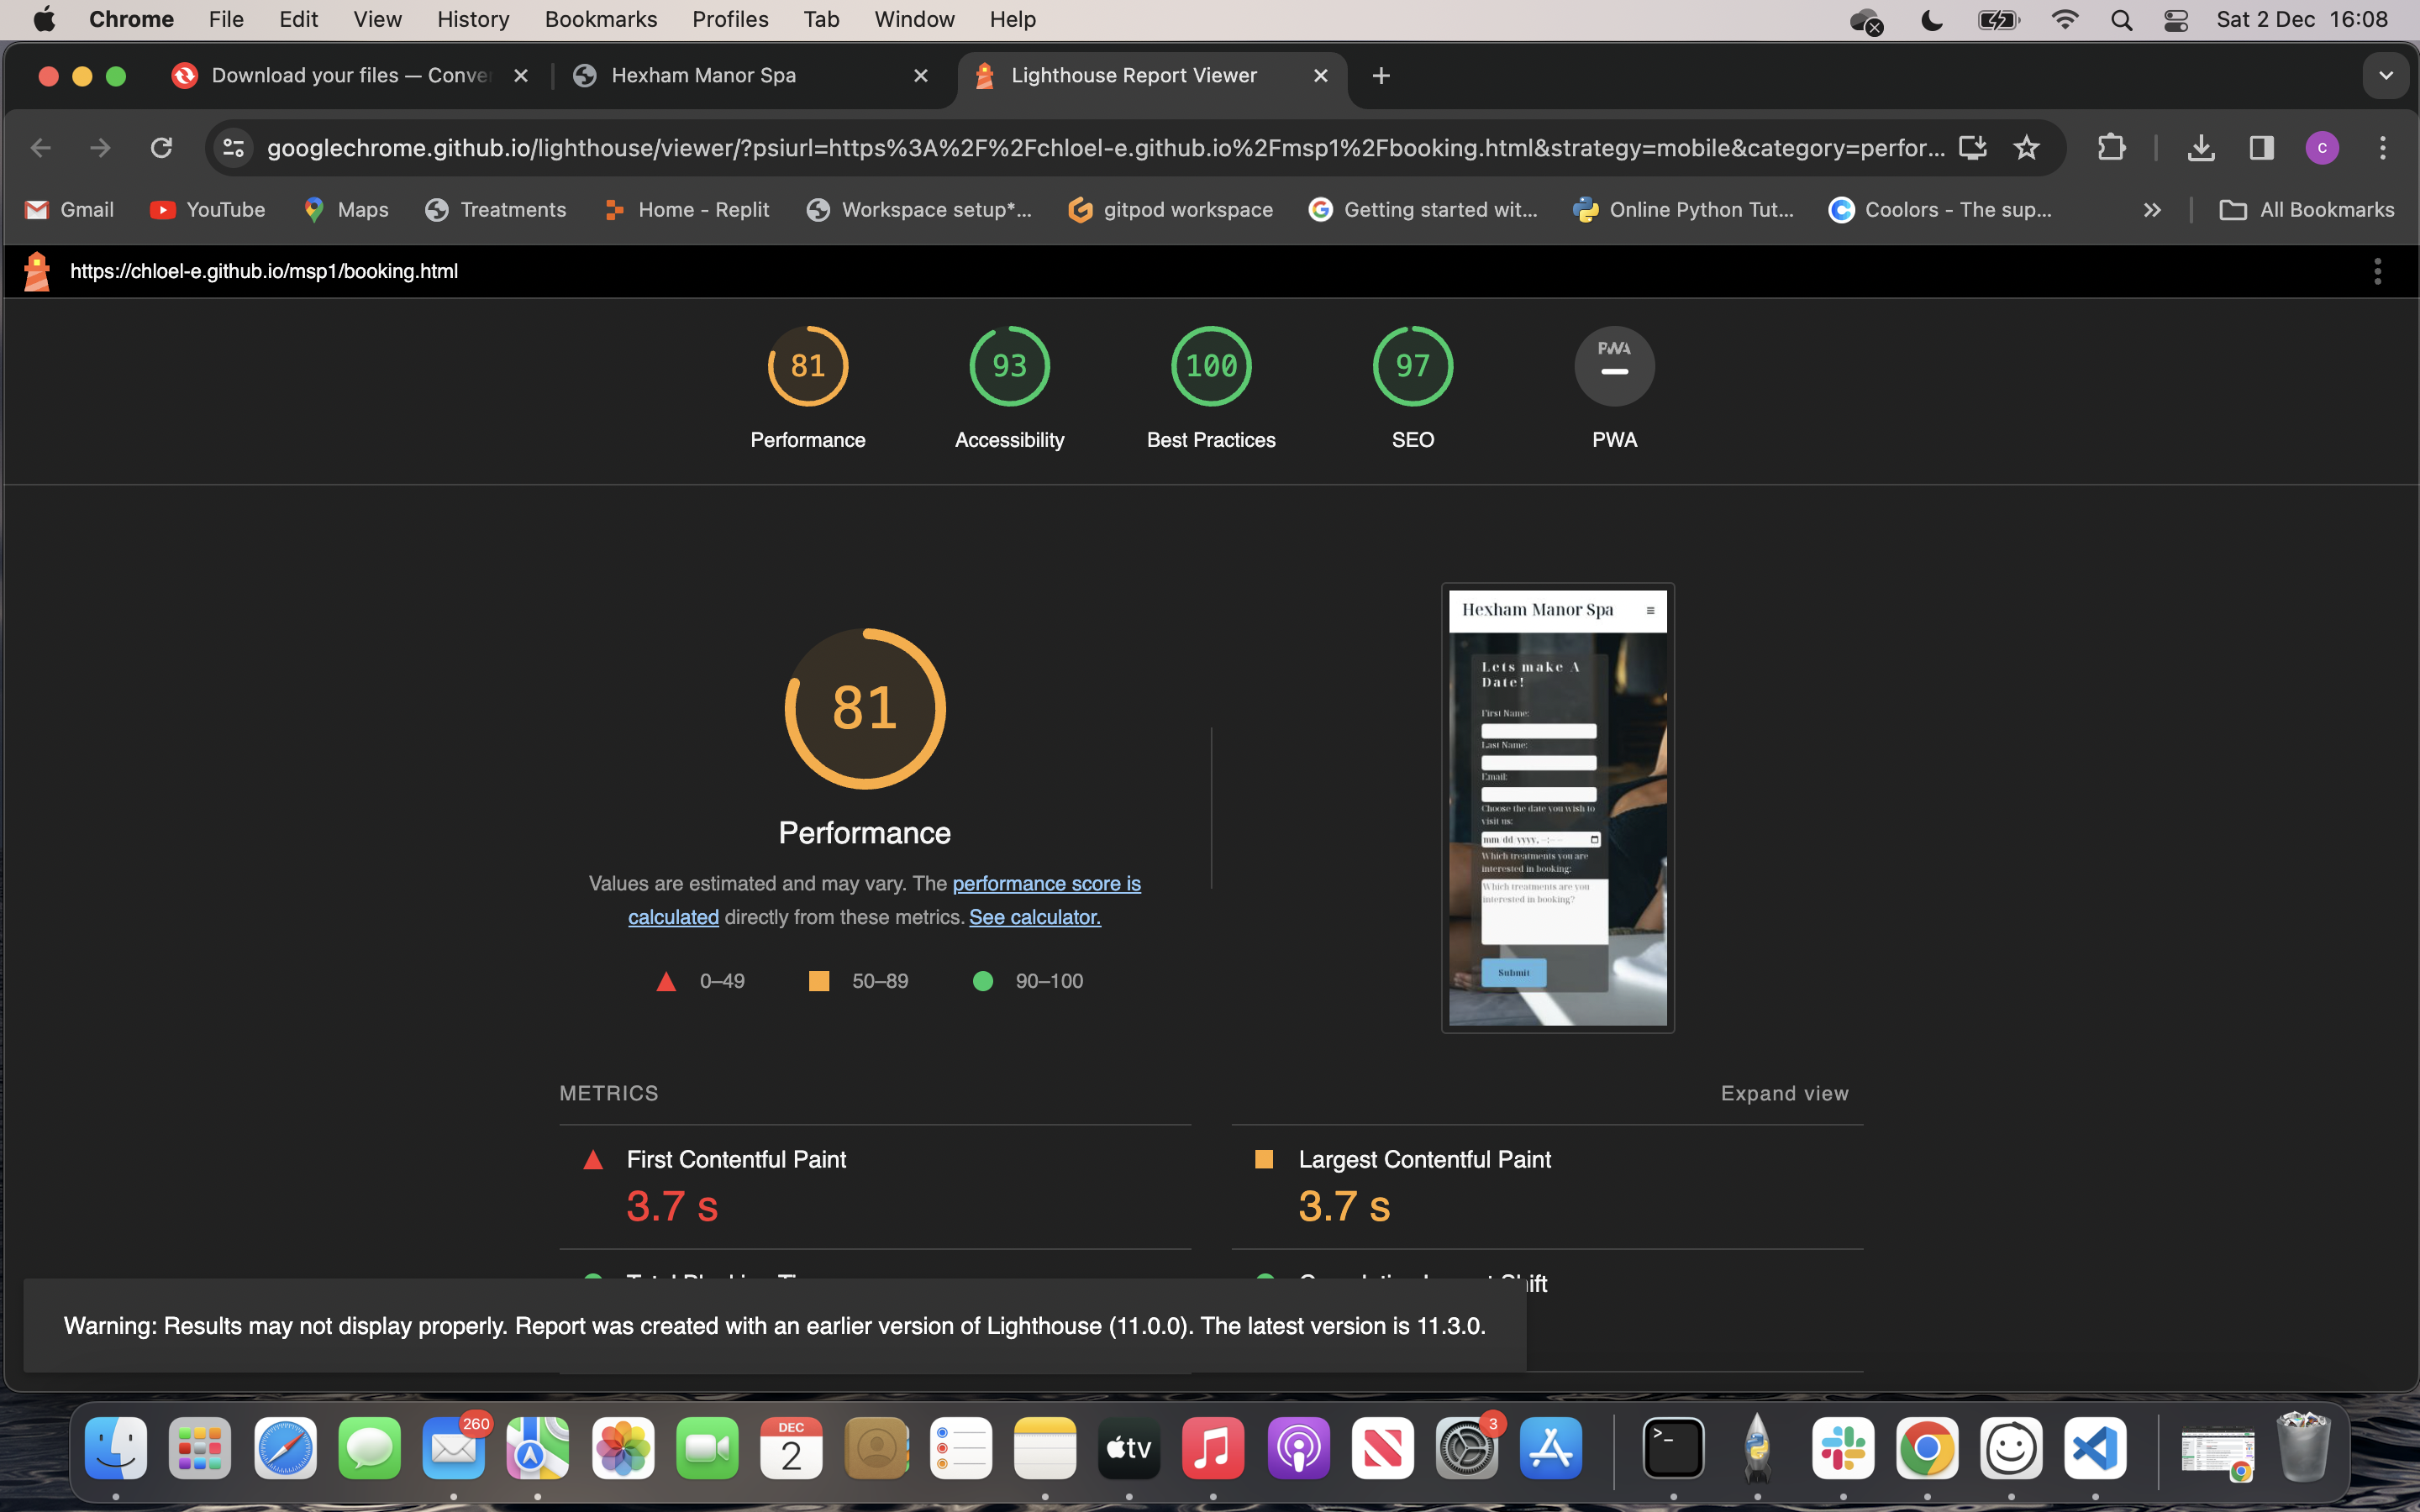 Chrome File Edit View History Bookmarks Profiles Tab Window Help Sat 2 Dec 16:08
Download your files — Conver Hexham Manor Spa Lighthouse Report Viewer
googlechrome.github.io/lighthouse/viewer/?psiurl=https%3A%2F%2Fchloel-e.github.io%2Fmsp1%2Fbooking.html&strategy=mobile&category=perfor... c
Gmail YouTube Maps Treatments Home - Replit Workspace setup*... gitpod workspace Getting started wit... Online Python Tut... Coolors - The sup... All Bookmarks
https://chloel-e.github.io/msp1/booking.html
81 93 100 97 PWA
Performance Accessibility Best Practices SEO PWA
81
Performance
Values are estimated and may vary. The performance score is
calculated directly from these metrics. See calculator.
0–49 50–89 90–100
Hexham Manor Spa
Lets make A
Date!
First Name:
Last Name:
Email:
Choose the date you wish to
visit us:
mm/dd/yyyy, --:-- --
Which treatments you are
interested in booking:
Which treatments are you
interested in booking?
Submit
METRICS Expand view
First Contentful Paint
3.7 s
Largest Contentful Paint
3.7 s
Warning: Results may not display properly. Report was created with an earlier version of Lighthouse (11.0.0). The latest version is 11.3.0.
260 DEC 2 tv 3